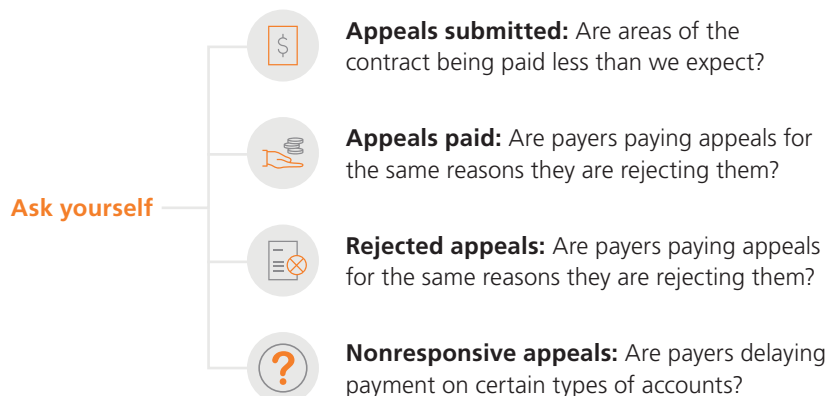 Appeals submitted: Are areas of the
contract being paid less than we expect?
Appeals paid: Are payers paying appeals for
the same reasons they are rejecting them?
Ask yourself
Rejected appeals: Are payers paying appeals
for the same reasons they are rejecting them?
Nonresponsive appeals: Are payers delaying
payment on certain types of accounts?